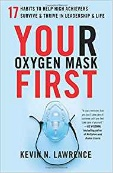 17 HABITS TO HELP HIGH ACHIEVERS
SURVIVE & THRIVE IN LEADERSHIP & LIFE
YOUR
OXYGEN MASK
FIRST
KEVIN N. LAWRENCE